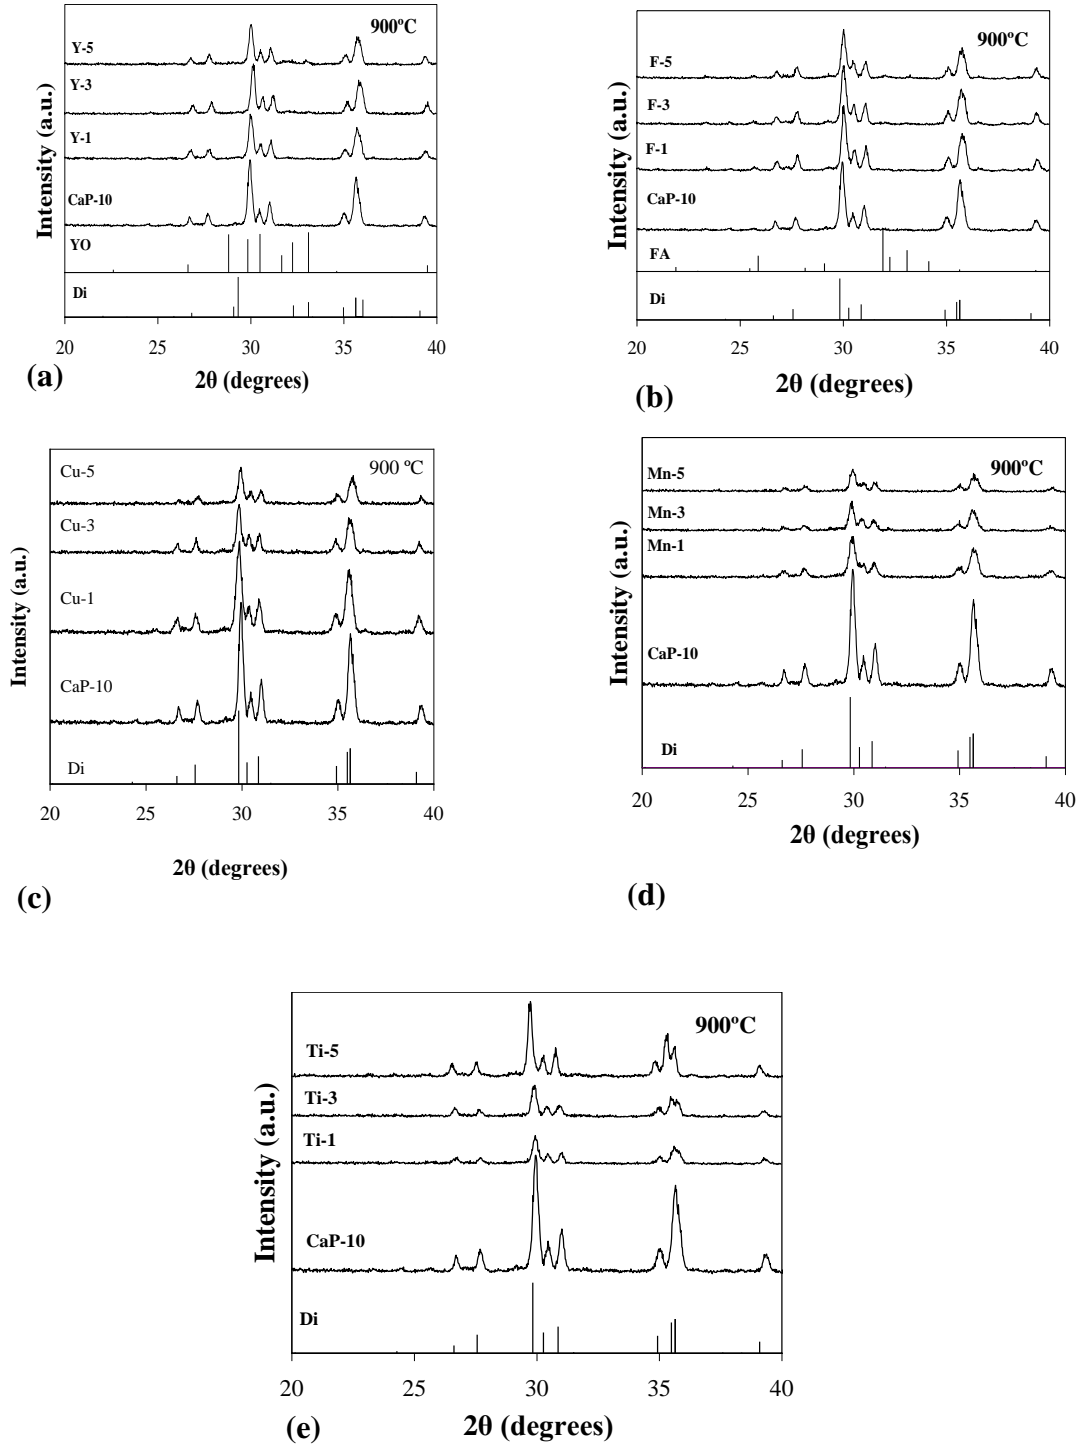 900ºC
Y-5
Y-3
Y-1
CaP-10
YO
Di
Intensity (a.u.)
20 25 30 35 40
2θ (degrees)
(a)
900ºC
F-5
F-3
F-1
CaP-10
FA
Di
Intensity (a.u.)
20 25 30 35 40
2θ (degrees)
(b)
900 ºC
Cu-5
Cu-3
Cu-1
CaP-10
Di
Intensity (a.u.)
20 25 30 35 40
2θ (degrees)
(c)
900ºC
Mn-5
Mn-3
Mn-1
CaP-10
Di
Intensity (a.u.)
20 25 30 35 40
2θ (degrees)
(d)
900ºC
Ti-5
Ti-3
Ti-1
CaP-10
Di
Intensity (a.u.)
20 25 30 35 40
2θ (degrees)
(e)